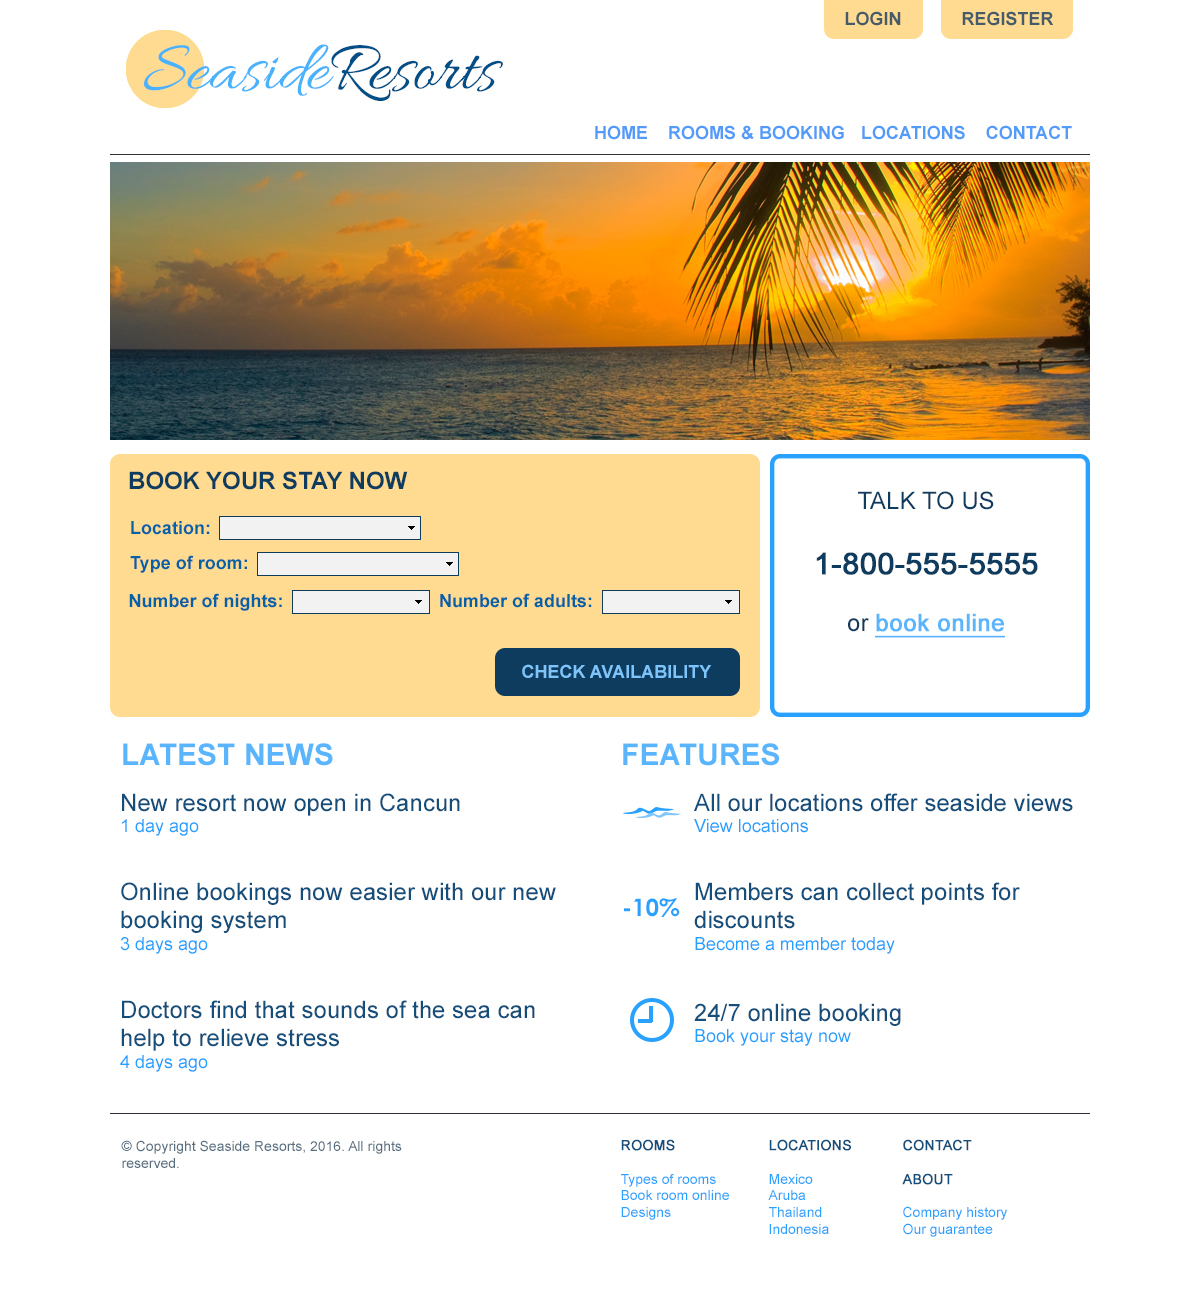 LOGIN REGISTER
Seaside Resorts
HOME ROOMS & BOOKING LOCATIONS CONTACT
BOOK YOUR STAY NOW
Location:
Type of room:
Number of nights: Number of adults:
CHECK AVAILABILITY
TALK TO US
1-800-555-5555
or book online
LATEST NEWS
New resort now open in Cancun
1 day ago
Online bookings now easier with our new
booking system
3 days ago
Doctors find that sounds of the sea can
help to relieve stress
4 days ago
FEATURES
All our locations offer seaside views
View locations
-10%
Members can collect points for
discounts
Become a member today
24/7 online booking
Book your stay now
© Copyright Seaside Resorts, 2016. All rights
reserved.
ROOMS
Types of rooms
Book room online
Designs
LOCATIONS
Mexico
Aruba
Thailand
Indonesia
CONTACT
ABOUT
Company history
Our guarantee